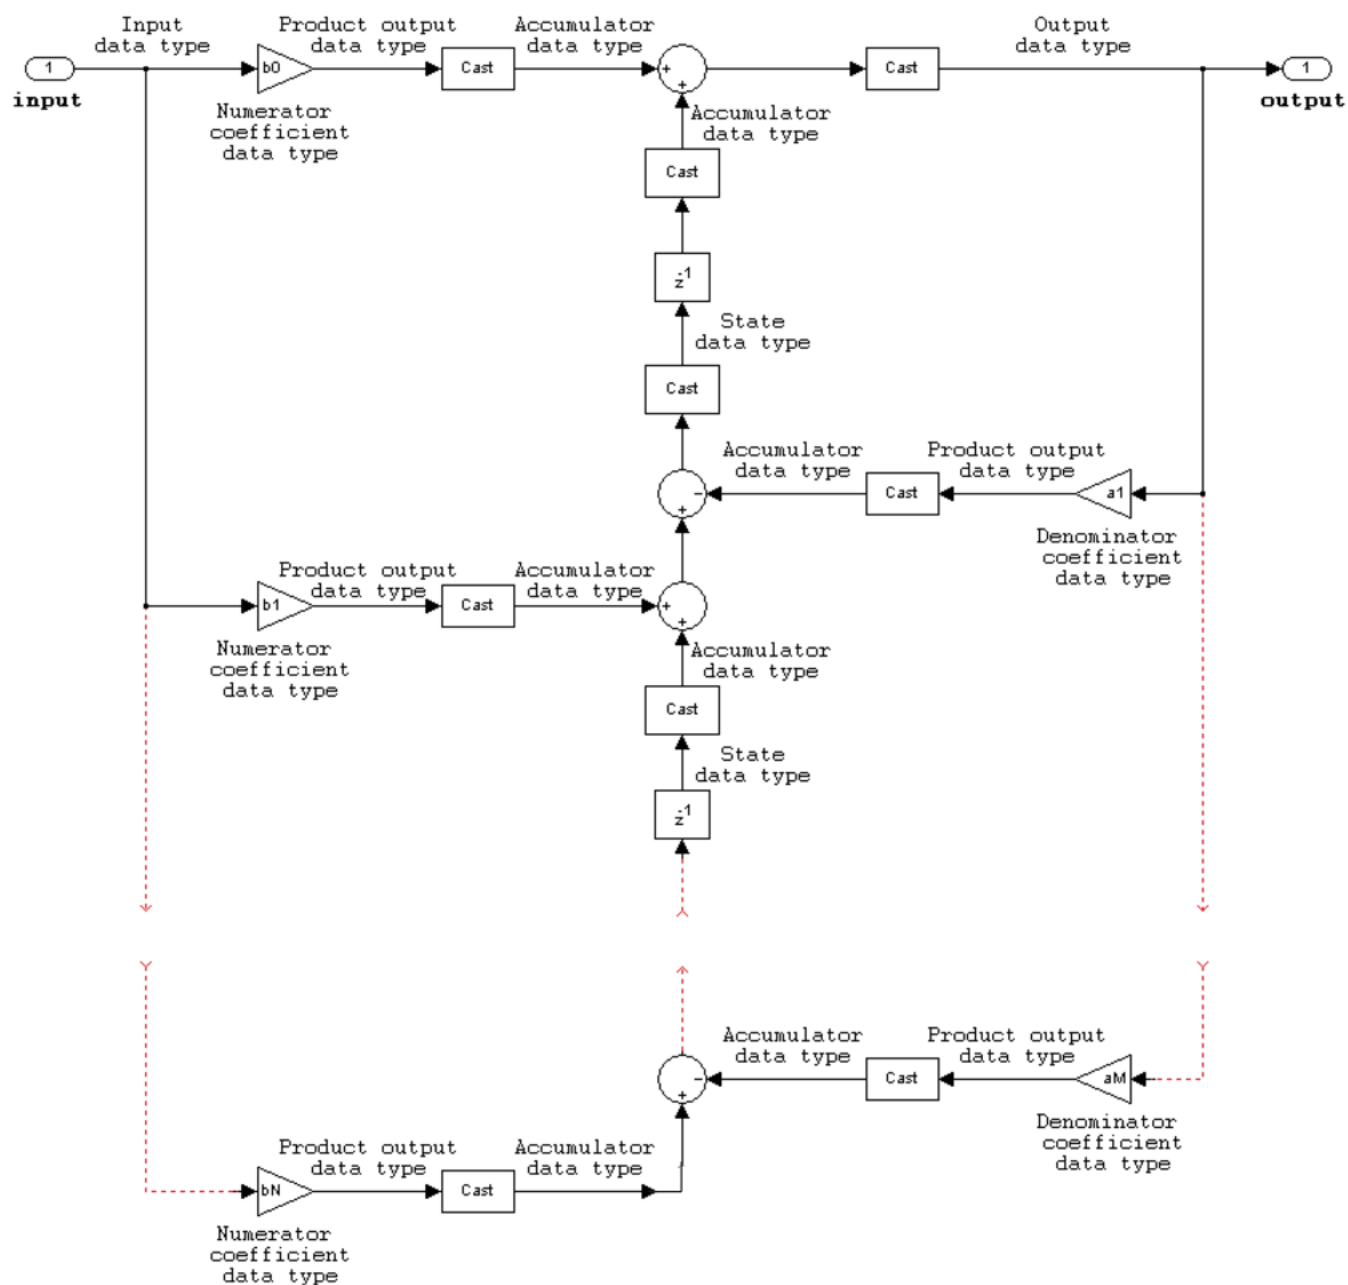 Input
data type
Product output
data type
Accumulator
data type
Output
data type
1
input
b0
Cast
+
+
Cast
1
output
Numerator
coefficient
data type
Accumulator
data type
Cast
z-1
State
data type
Cast
Accumulator
data type
Product output
data type
-
+
Cast
a1
Denominator
coefficient
data type
Product output
data type
Accumulator
data type
b1
Cast
+
+
Numerator
coefficient
data type
Accumulator
data type
Cast
State
data type
z-1
Accumulator
data type
Product output
data type
-
+
Cast
aM
Denominator
coefficient
data type
Product output
data type
Accumulator
data type
bN
Cast
Numerator
coefficient
data type